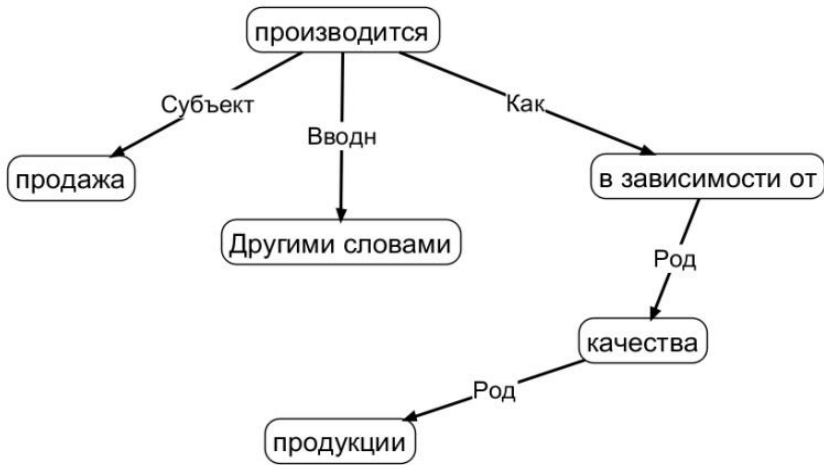 производится
Субъект
Как
Вводн
продажа
в зависимости от
Другими словами
Род
качества
Род
продукции